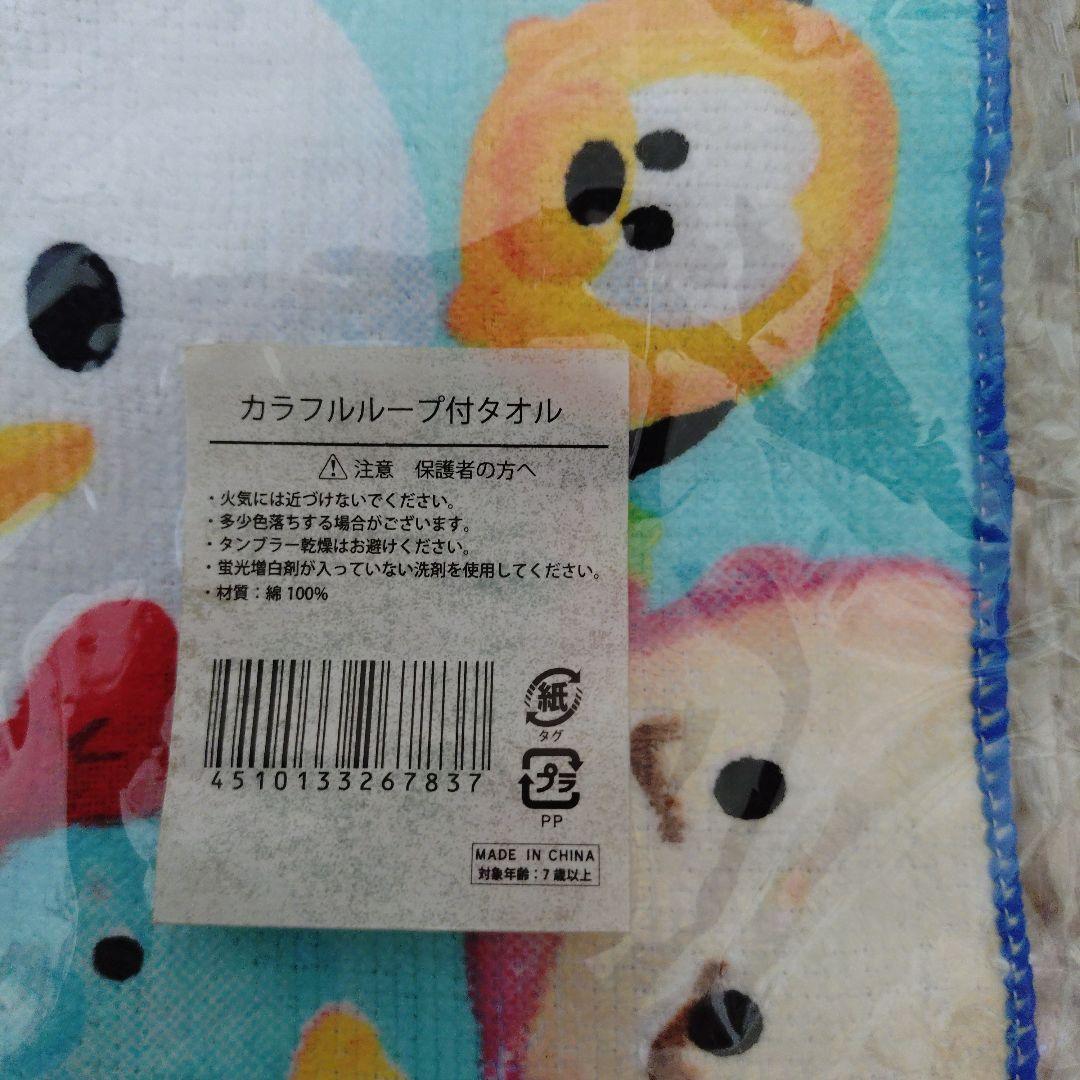 カラフルループ付タオル
⚠注意　保護者の方へ
・火気には近づけないでください。
・多少色落ちする場合がございます。
・タンブラー乾燥はお避けください。
・蛍光増白剤が入っていない洗剤を使用してください。
・材質：綿100%
4510133267837
紙
タグ
プラ
PP
MADE IN CHINA
対象年齢：7歳以上